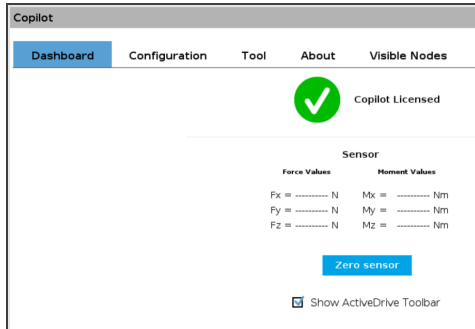 Copilot
Dashboard Configuration Tool About Visible Nodes
Copilot Licensed
Sensor
Force Values Moment Values
Fx = ---------- N Mx = ---------- Nm
Fy = ---------- N My = ---------- Nm
Fz = ---------- N Mz = ---------- Nm
Zero sensor
Show ActiveDrive Toolbar